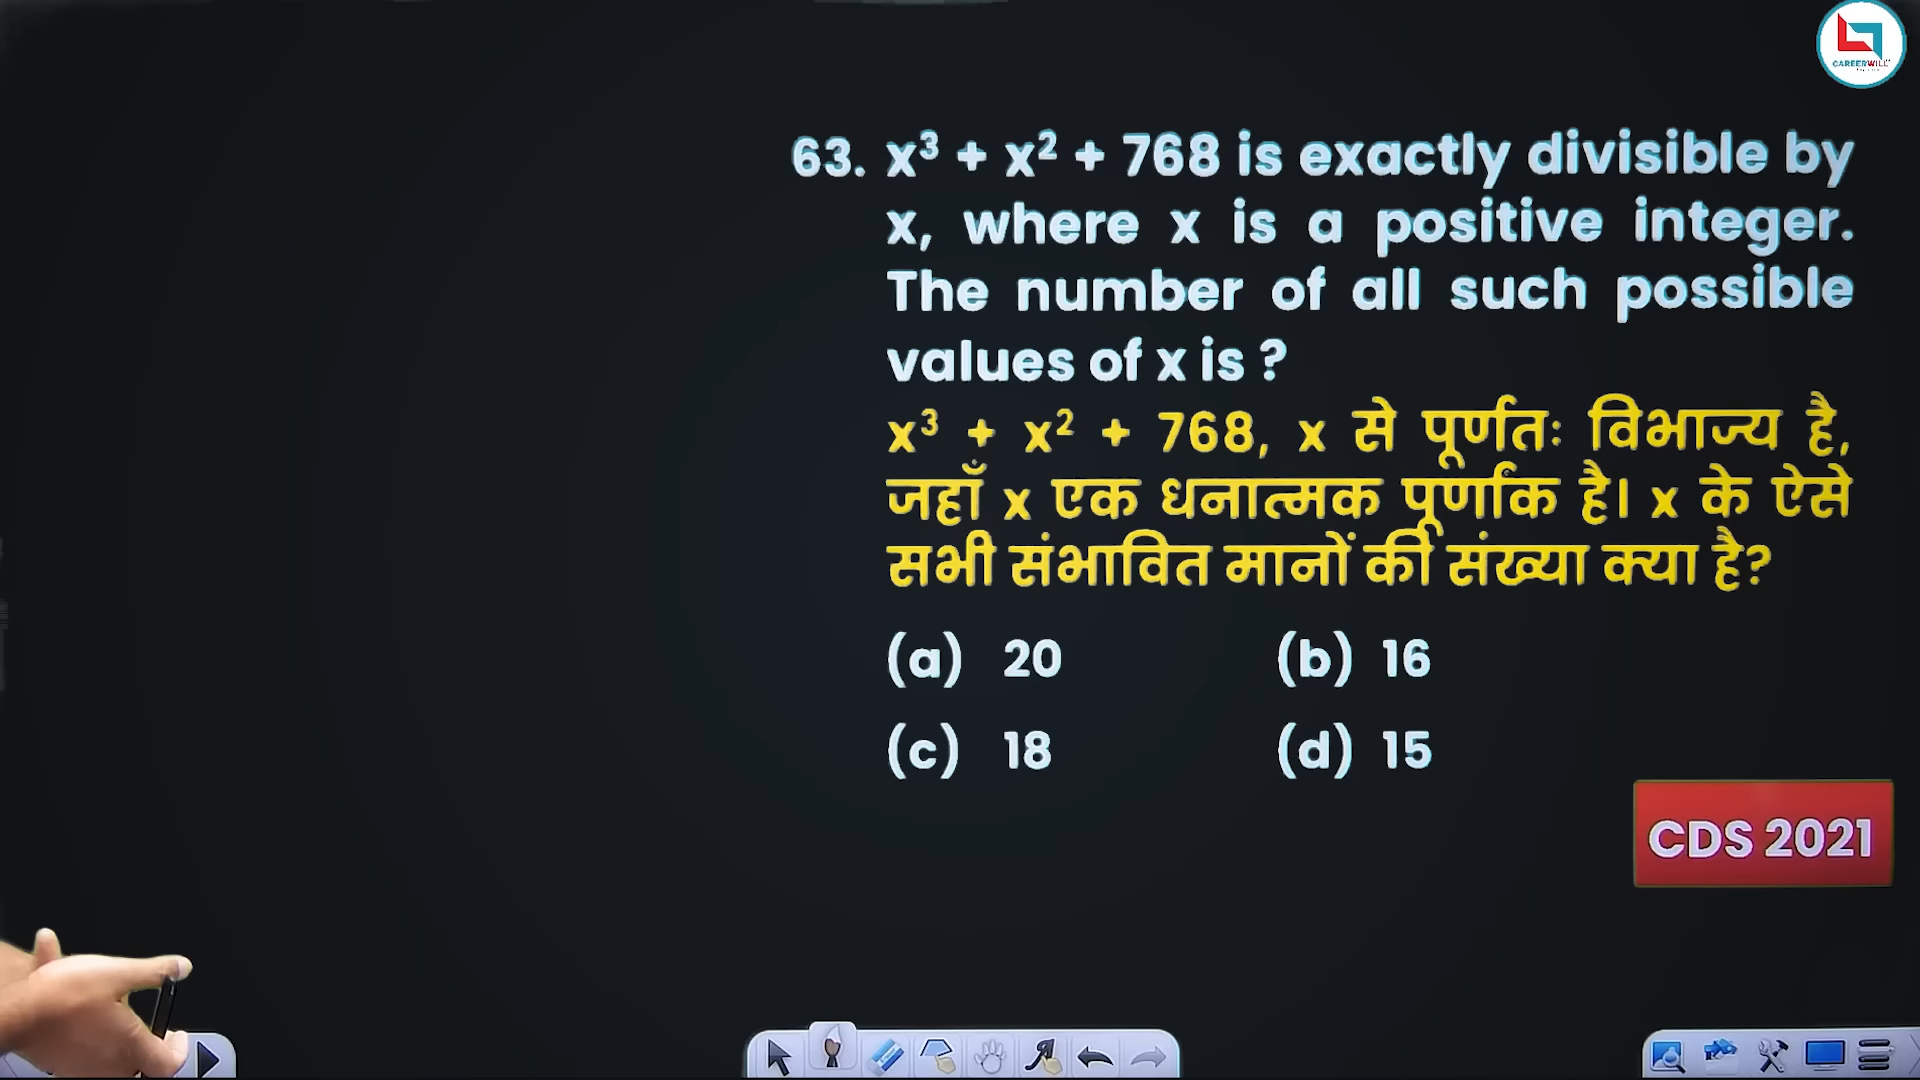 CAREERWILL
63. x³ + x² + 768 is exactly divisible by
x, where x is a positive integer.
The number of all such possible
values of x is ?
x³ + x² + 768, x से पूर्णतः विभाज्य है,
जहाँ x एक धनात्मक पूर्णांक है। x के ऐसे
सभी संभावित मानों की संख्या क्या है?
(a) 20 (b) 16
(c) 18 (d) 15
CDS 2021